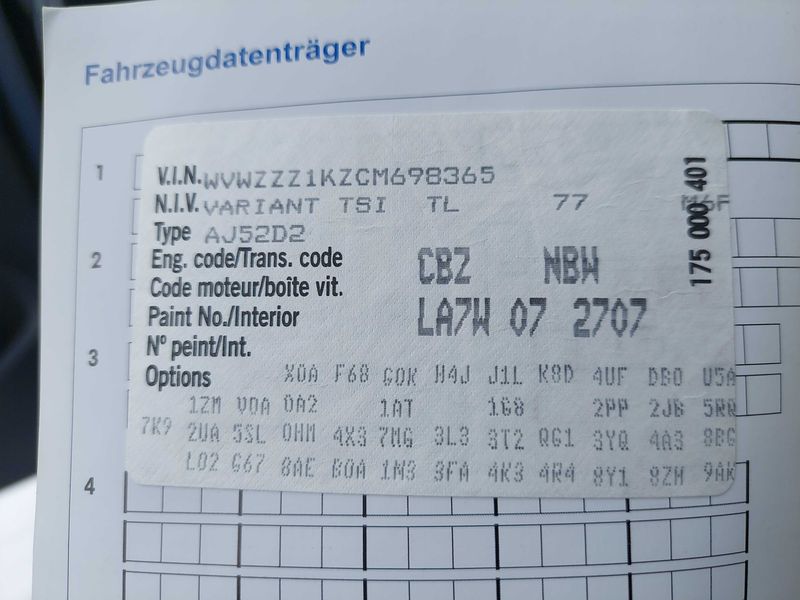 Fahrzeugdatenträger
1
V.I.N. WVWZZZ1KZCM698365
N.I.V. VARIANT TSI TL 77 M6F
Type AJ52D2
175 000 401
2
Eng. code/Trans. code CBZ NBW
Code moteur/boîte vit.
Paint No./Interior LA7W 07 2707
N° peint/Int.
3
Options X0A F68 G0K H4J J1L K8D 4UF DB0 U5A
1ZM V0A 0A2 1AT 1G8 2PP 2JB 5RQ
7K9 2UA 5SL 0HM 4X3 7MG 3L3 3T2 QG1 3YQ 4A3 8BG
L02 G67 8AE B0A 1N3 3FA 4K3 4R4 8Y1 8ZH 9AK
4